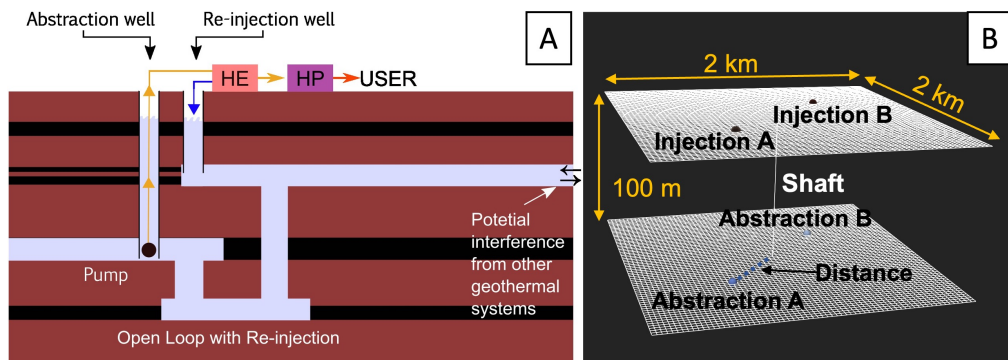 Abstraction well
Re-injection well
A
HE
HP
USER
Potetial
interference
from other
geothermal
systems
Pump
Open Loop with Re-injection
B
2 km
2 km
Injection B
Injection A
100 m
Shaft
Abstraction B
Distance
Abstraction A